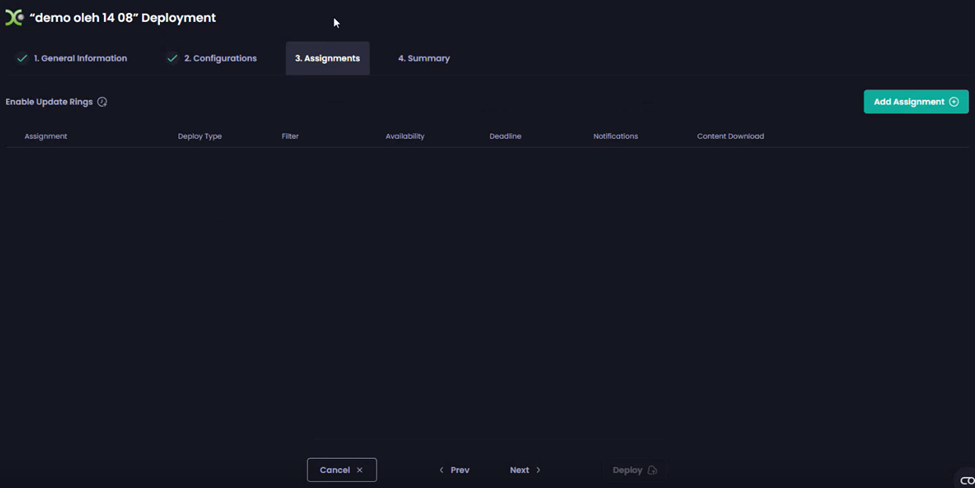 “demo oleh 14 08” Deployment
1. General Information 2. Configurations 3. Assignments 4. Summary
Enable Update Rings Add Assignment
Assignment Deploy Type Filter Availability Deadline Notifications Content Download
Cancel Prev Next Deploy